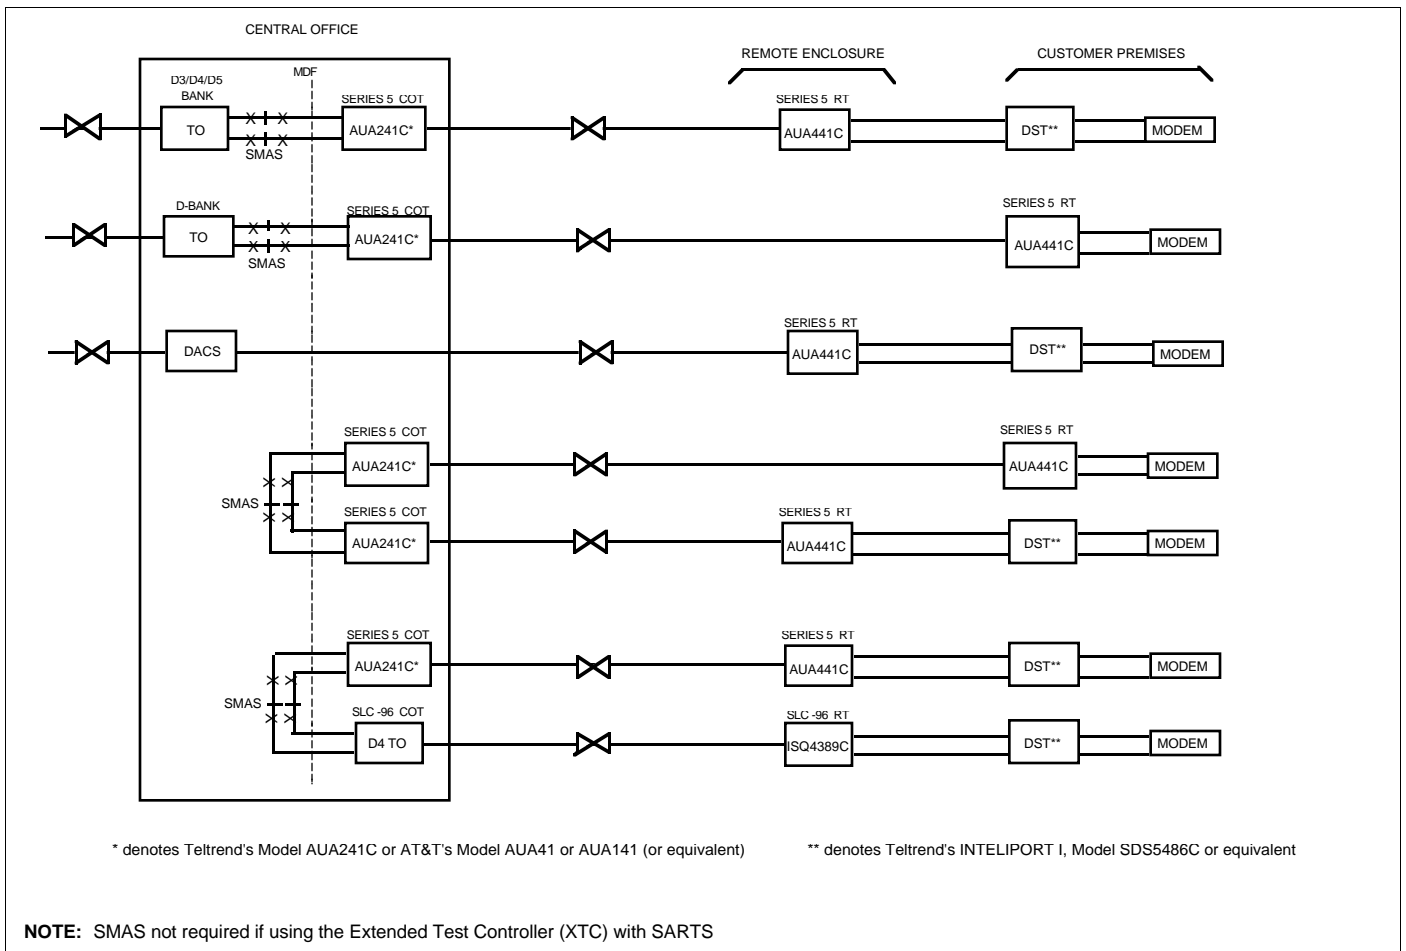 CENTRAL OFFICE
REMOTE ENCLOSURE
CUSTOMER PREMISES
D3/D4/D5
BANK
MDF
SERIES 5 COT
SERIES 5 RT
TO
AUA241C*
AUA441C
DST**
MODEM
SMAS
D-BANK
SERIES 5 COT
SERIES 5 RT
TO
AUA241C*
AUA441C
MODEM
SMAS
SERIES 5 RT
DACS
AUA441C
DST**
MODEM
SERIES 5 COT
SERIES 5 RT
AUA241C*
AUA441C
MODEM
SMAS
SERIES 5 COT
SERIES 5 RT
AUA241C*
AUA441C
DST**
MODEM
SERIES 5 COT
SERIES 5 RT
AUA241C*
AUA441C
DST**
MODEM
SMAS
SLC -96 COT
SLC -96 RT
D4 TO
ISQ4389C
DST**
MODEM
* denotes Teltrend's Model AUA241C or AT&T's Model AUA41 or AUA141 (or equivalent)
** denotes Teltrend's INTELIPORT I, Model SDS5486C or equivalent
NOTE: SMAS not required if using the Extended Test Controller (XTC) with SARTS